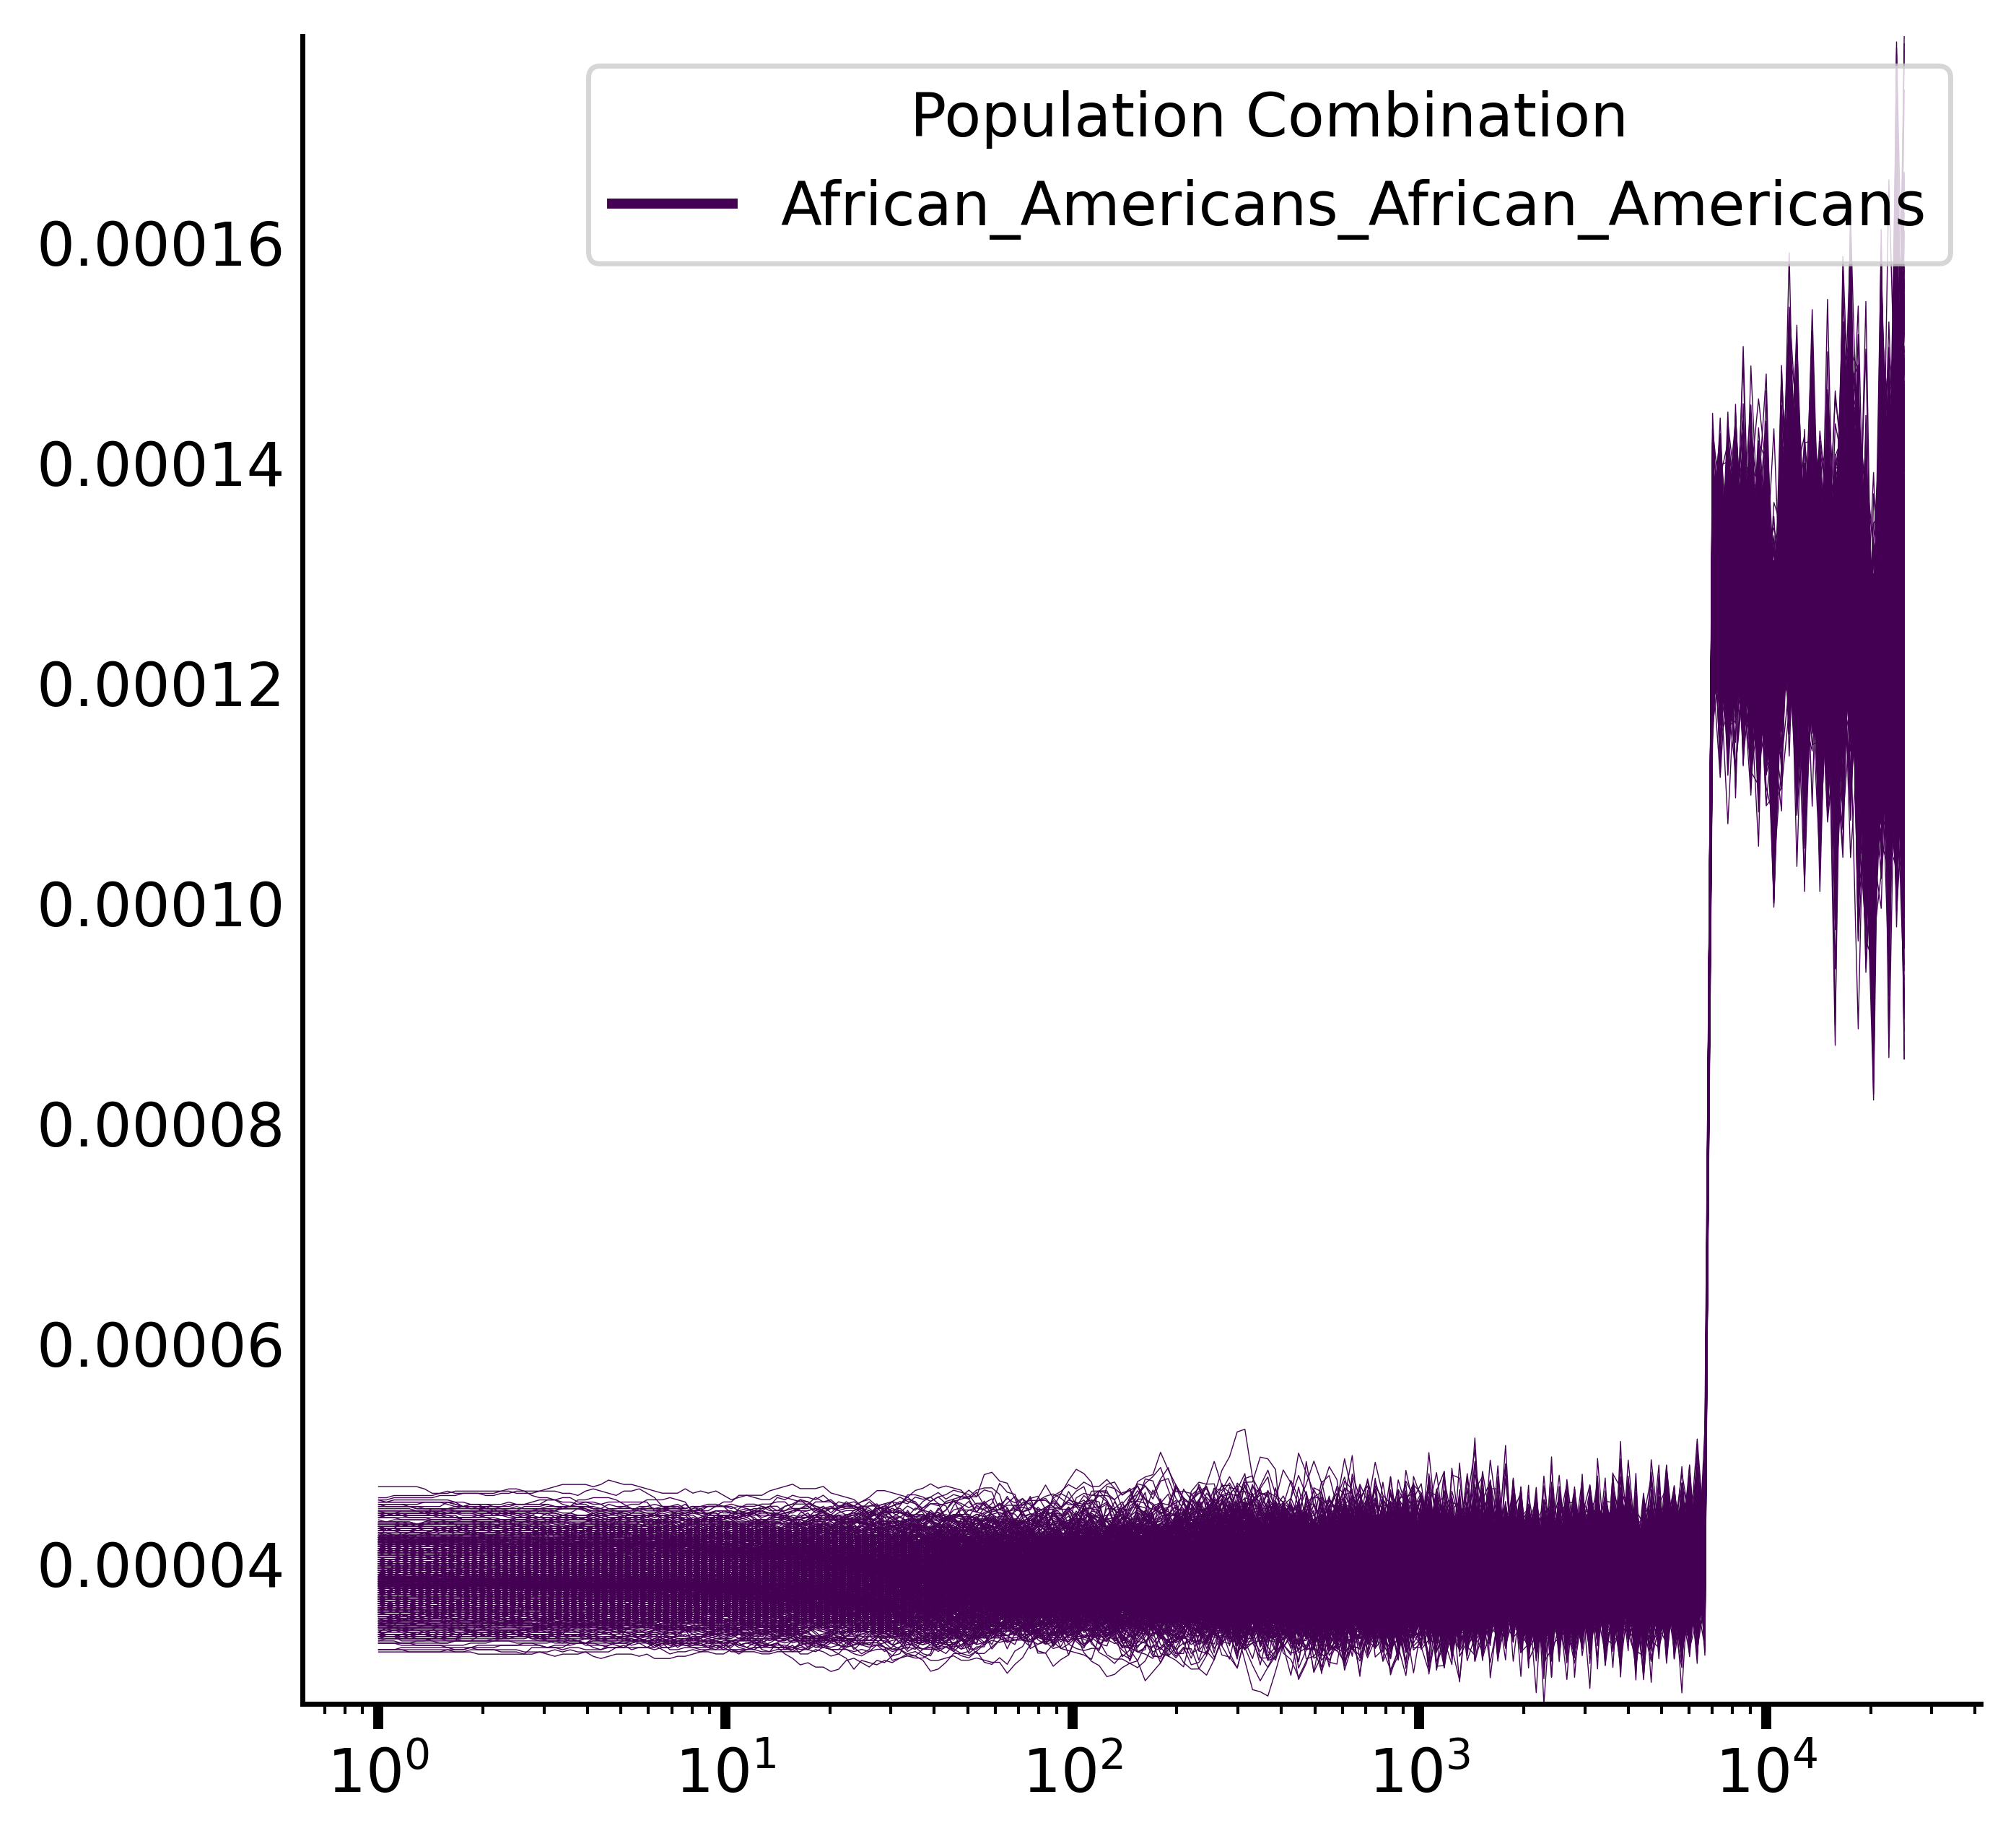 Population Combination
African_Americans_African_Americans
0.00016
0.00014
0.00012
0.00010
0.00008
0.00006
0.00004
10⁰ 10¹ 10² 10³ 10⁴